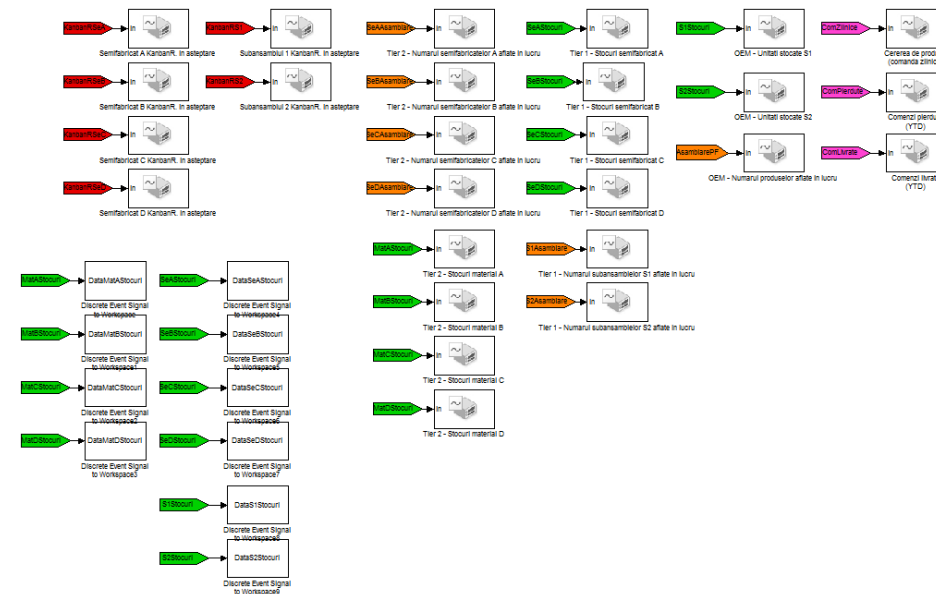 KanbanRSeA
In
Semifabricat A KanbanR. in asteptare
KanbanRS1
In
Subansamblul 1 KanbanR. in asteptare
SeAAsamblare
In
Tier 2 - Numarul semifabricatelor A aflate in lucru
SeAStocuri
In
Tier 1 - Stocuri semifabricat A
S1Stocuri
In
OEM - Unitati stocate S1
ComZilnice
In
Cererea de produ
(comanda zilnic
KanbanRSeB
In
Semifabricat B KanbanR. in asteptare
KanbanRS2
In
Subansamblul 2 KanbanR. in asteptare
SeBAsamblare
In
Tier 2 - Numarul semifabricatelor B aflate in lucru
SeBStocuri
In
Tier 1 - Stocuri semifabricat B
S2Stocuri
In
OEM - Unitati stocate S2
ComPierdute
In
Comenzi pierdu
(YTD)
KanbanRSeC
In
Semifabricat C KanbanR. in asteptare
SeCAsamblare
In
Tier 2 - Numarul semifabricatelor C aflate in lucru
SeCStocuri
In
Tier 1 - Stocuri semifabricat C
AsamblarePF
In
OEM - Numarul produselor aflate in lucru
ComLivrate
In
Comenzi livrat
(YTD)
KanbanRSeD
In
Semifabricat D KanbanR. in asteptare
SeDAsamblare
In
Tier 2 - Numarul semifabricatelor D aflate in lucru
SeDStocuri
In
Tier 1 - Stocuri semifabricat D
MatAStocuri
In
Tier 2 - Stocuri material A
S1Asamblare
In
Tier 1 - Numarul subansamblelor S1 aflate in lucru
MatBStocuri
In
Tier 2 - Stocuri material B
S2Asamblare
In
Tier 1 - Numarul subansamblelor S2 aflate in lucru
MatCStocuri
In
Tier 2 - Stocuri material C
MatDStocuri
In
Tier 2 - Stocuri material D
MatAStocuri
DataMatAStocuri
Discrete Event Signal
to Workspace
SeAStocuri
DataSeAStocuri
Discrete Event Signal
to Workspace4
MatBStocuri
DataMatBStocuri
Discrete Event Signal
to Workspace1
SeBStocuri
DataSeBStocuri
Discrete Event Signal
to Workspace5
MatCStocuri
DataMatCStocuri
Discrete Event Signal
to Workspace2
SeCStocuri
DataSeCStocuri
Discrete Event Signal
to Workspace6
MatDStocuri
DataMatDStocuri
Discrete Event Signal
to Workspace3
SeDStocuri
DataSeDStocuri
Discrete Event Signal
to Workspace7
S1Stocuri
DataS1Stocuri
Discrete Event Signal
to Workspace8
S2Stocuri
DataS2Stocuri
Discrete Event Signal
to Workspace9